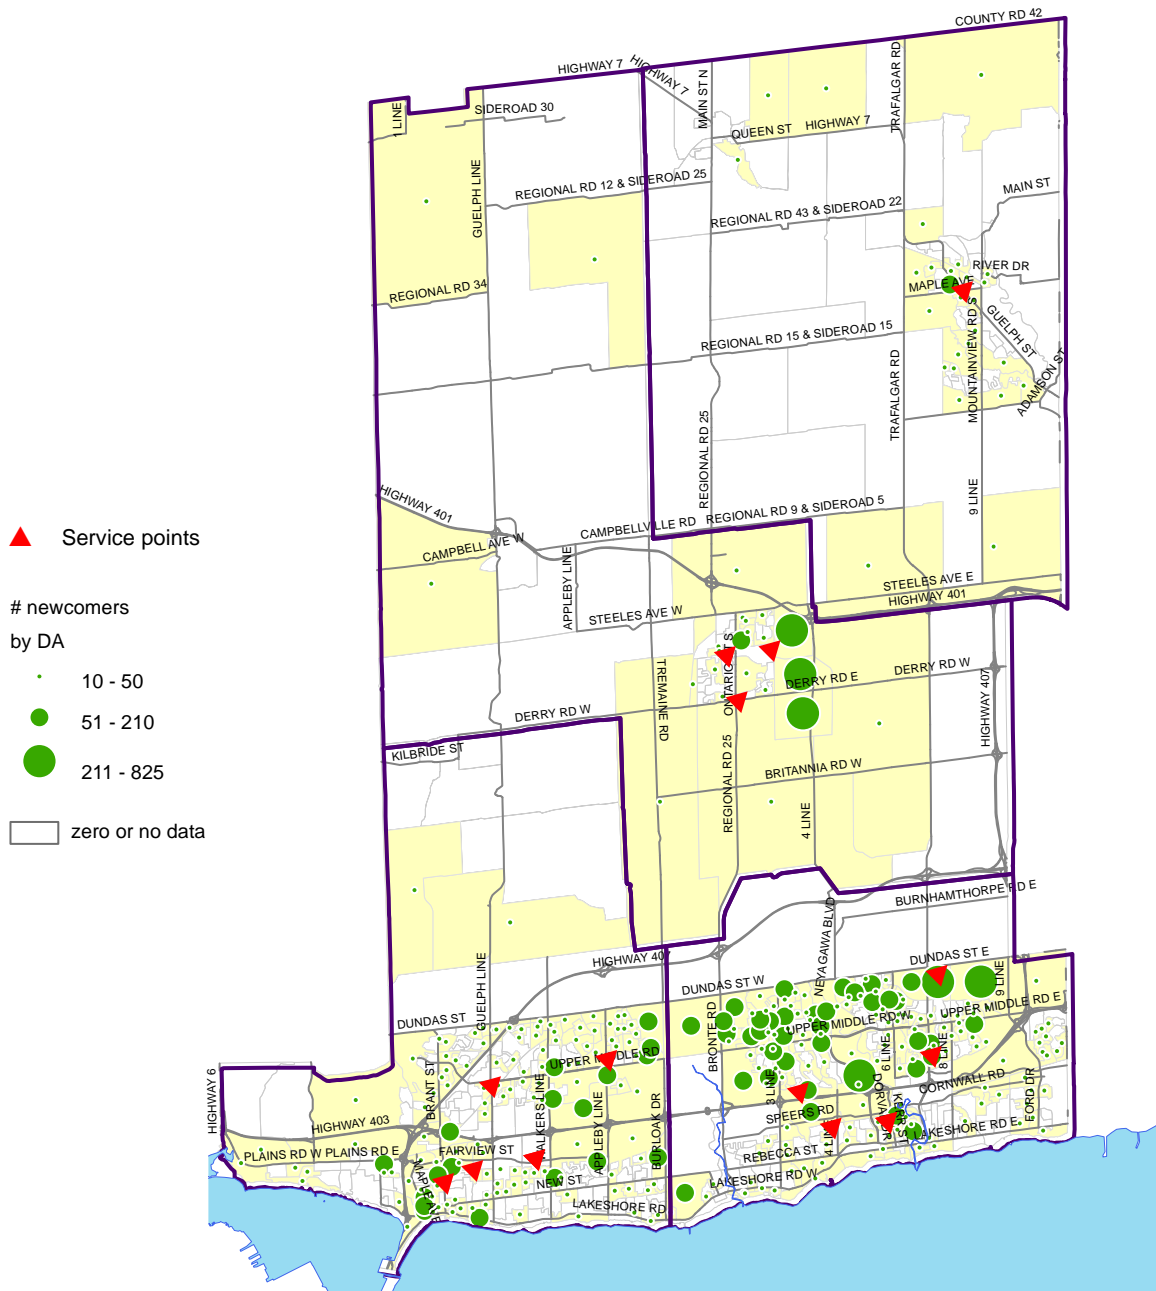 COUNTY RD 42
HIGHWAY 7
HIGHWAY 7
MAIN ST N
TRAFALGAR RD
1 LINE
SIDEROAD 30
QUEEN ST HIGHWAY 7
GUELPH LINE
REGIONAL RD 12 & SIDEROAD 25
MAIN ST
REGIONAL RD 43 & SIDEROAD 22
RIVER DR
MAPLE AVE
REGIONAL RD 34
GUELPH ST
MOUNTAINVIEW RD S
REGIONAL RD 15 & SIDEROAD 15
TRAFALGAR RD
ADAMSON ST
REGIONAL RD 25
9 LINE
HIGHWAY 401
REGIONAL RD 9 & SIDEROAD 5
CAMPBELLVILLE RD
Service points
CAMPBELL AVE W
APPLEBY LINE
STEELES AVE E
HIGHWAY 401
# newcomers
by DA
STEELES AVE W
10 - 50
51 - 210
211 - 825
zero or no data
ONTARIO ST S
TREMAINE RD
DERRY RD W
DERRY RD E
HIGHWAY 407
DERRY RD W
KILBRIDE ST
BRITANNIA RD W
REGIONAL RD 25
4 LINE
BURNHAMTHORPE RD E
NEYAGAWA BLVD
HIGHWAY 407
DUNDAS ST E
GUELPH LINE
DUNDAS ST W
9 LINE
UPPER MIDDLE RD E
DUNDAS ST
BRONTE RD
UPPER MIDDLE RD W
6 LINE
8 LINE
UPPER MIDDLE RD
HIGHWAY 6
BRANT ST
WALKERS LINE
APPLEBY LINE
BURLOAK DR
3 LINE
CORNWALL RD
DORVAL DR
KERR ST
FORD DR
HIGHWAY 403
SPEERS RD
4 LINE
LAKESHORE RD E
PLAINS RD W PLAINS RD E
FAIRVIEW ST
REBECCA ST
MAPLE AVE
NEW ST
LAKESHORE RD W
LAKESHORE RD